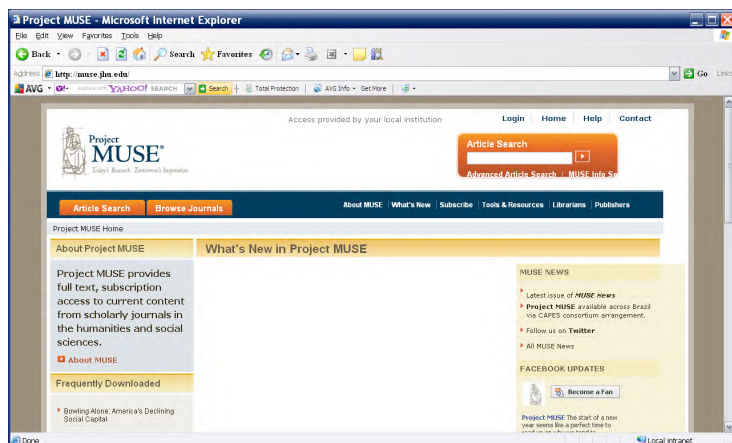 Project MUSE - Microsoft Internet Explorer
File Edit View Favorites Tools Help
Back Search Favorites
Address http://muse.jhu.edu/ Go Links
AVG YAHOO! SEARCH Search Total Protection AVG Info Get More
Access provided by your local institution
Login Home Help Contact
Project
MUSE®
Today's Research. Tomorrow's Inspiration
Article Search
Advanced Article Search | MUSE Info Se
Article Search Browse Journals
About MUSE | What's New | Subscribe | Tools & Resources | Librarians | Publishers
Project MUSE Home
About Project MUSE
Project MUSE provides
full text, subscription
access to current content
from scholarly journals in
the humanities and social
sciences.
About MUSE
Frequently Downloaded
Bowling Alone: America's Declining
Social Capital
What's New in Project MUSE
MUSE NEWS
Latest issue of MUSE News
Project MUSE available across Brazil
via CAPES consortium arrangement.
Follow us on Twitter
All MUSE News
FACEBOOK UPDATES
Become a Fan
Project MUSE The start of a new
year seems like a perfect time to
Done
Local intranet